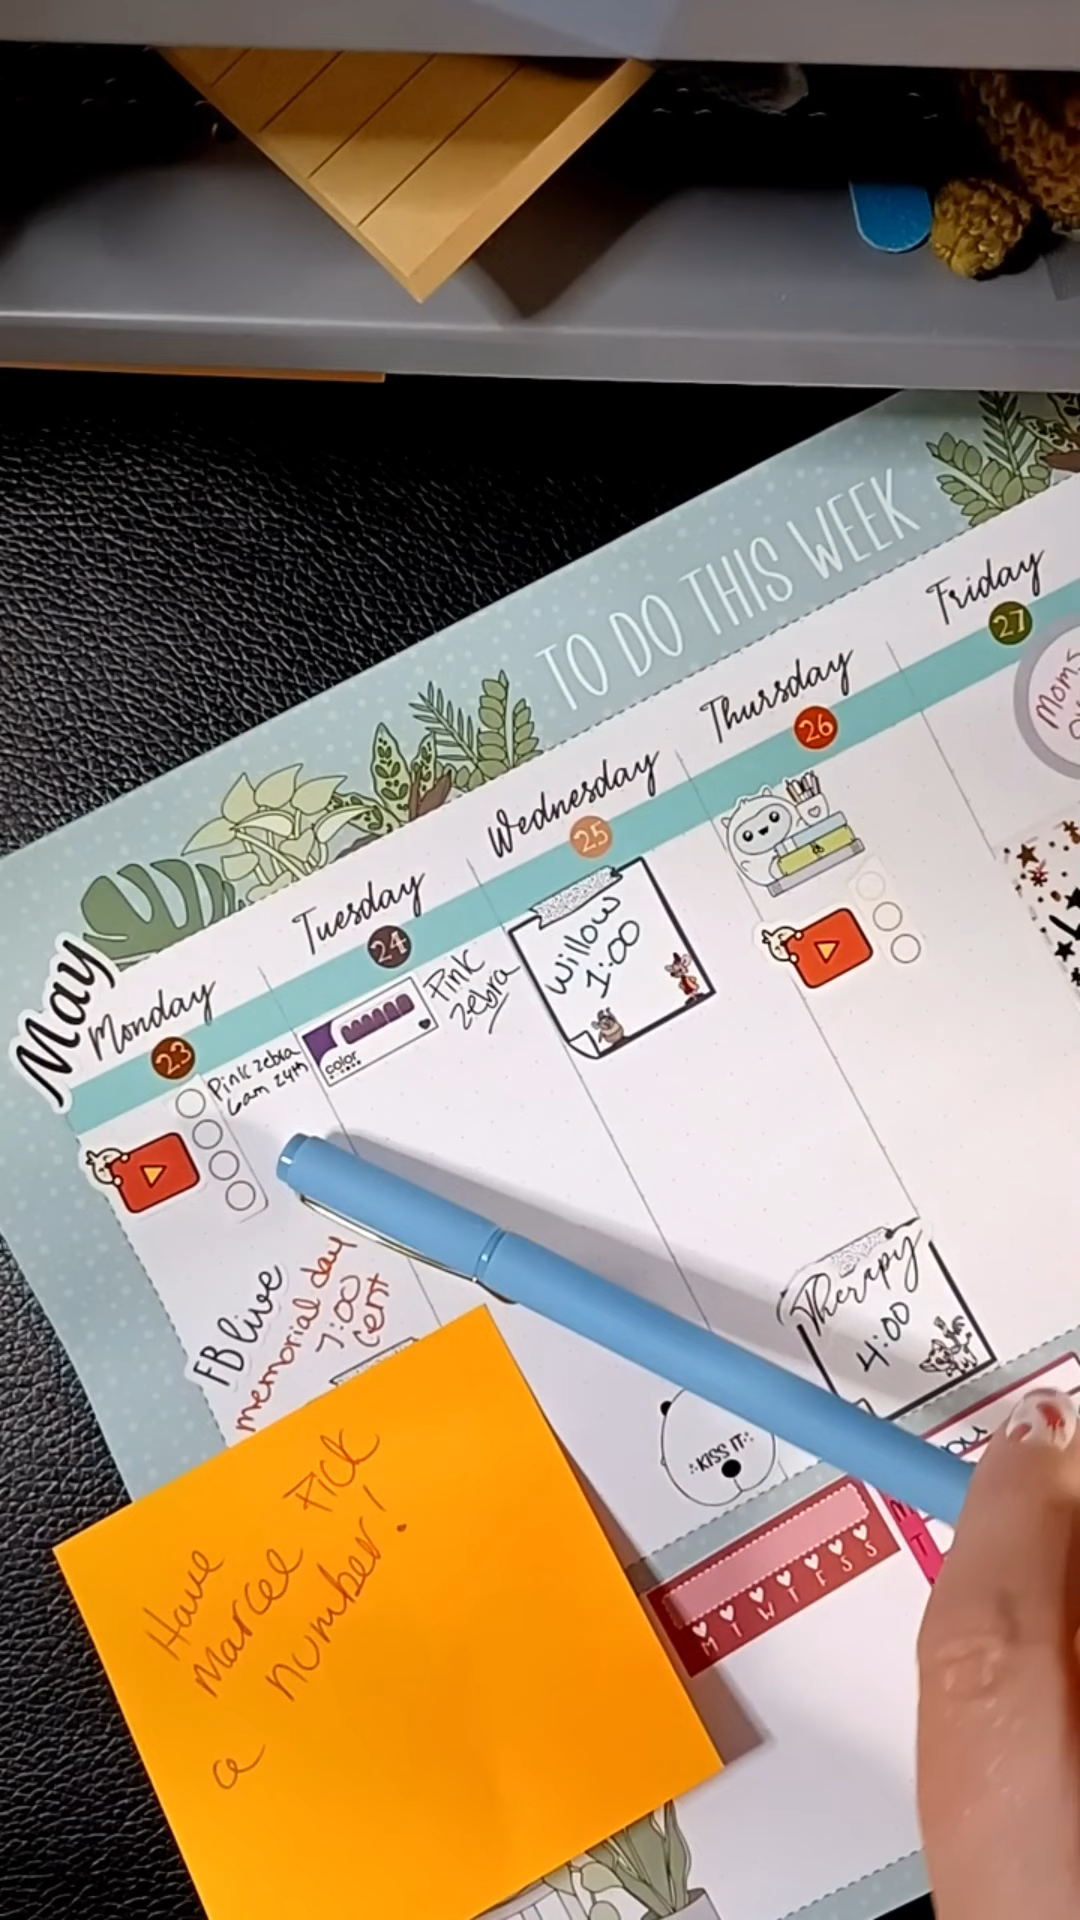 TO DO THIS WEEK
May
Monday
23
Pink zebra
6am 24th
FB live
memorial day
7:00
cent
Tuesday
24
color
Pink
zebra
Wednesday
25
Willow
1:00
KISS IT
Thursday
26
Therapy
4:00
Friday
27
Moms
M T W T F S S
M
T
Have
Marcel Pick
a number!